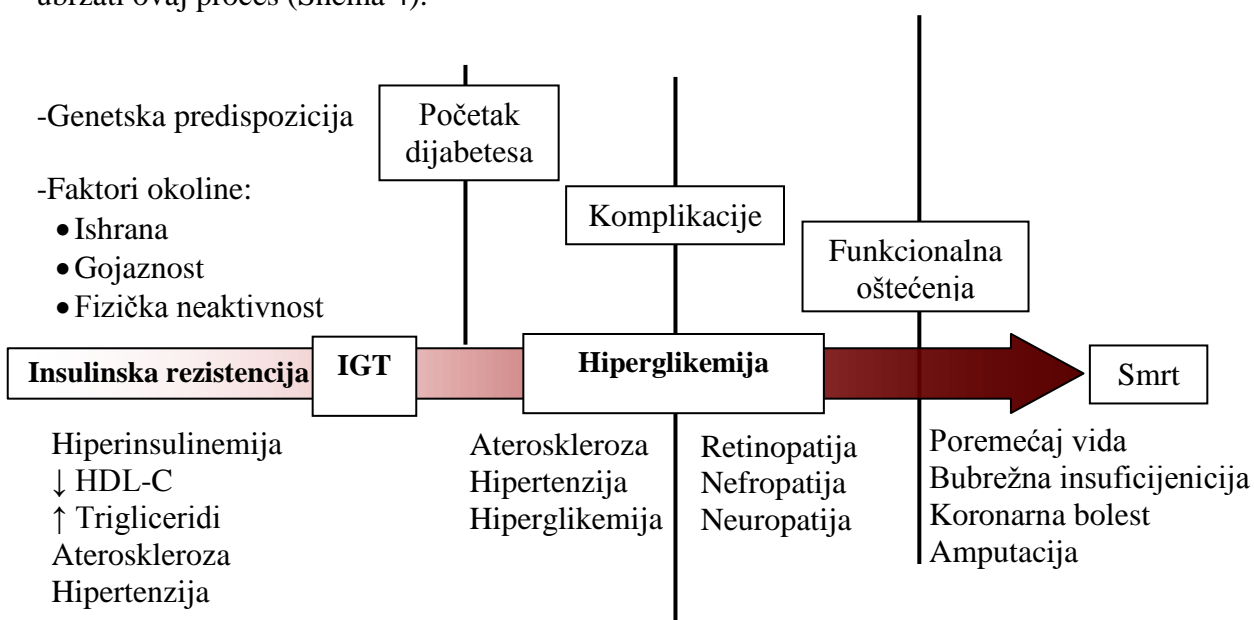 ubrzati ovaj proces (Shema 4).
-Genetska predispozicija
-Faktori okoline:
• Ishrana
• Gojaznost
• Fizička neaktivnost
Početak
dijabetesa
Komplikacije
Funkcionalna
oštećenja
Insulinska rezistencija
IGT
Hiperglikemija
Smrt
Hiperinsulinemija
↓ HDL-C
↑ Trigliceridi
Ateroskleroza
Hipertenzija
Ateroskleroza
Hipertenzija
Hiperglikemija
Retinopatija
Nefropatija
Neuropatija
Poremećaj vida
Bubrežna insuficijenicija
Koronarna bolest
Amputacija